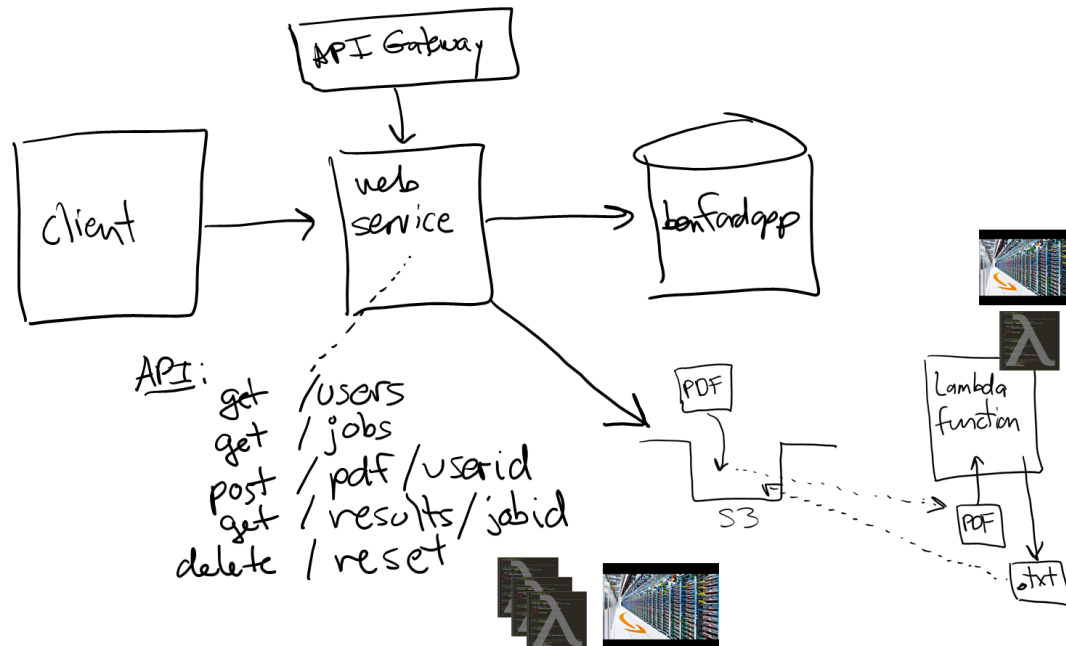 API Gateway
client
web
service
benfordapp
API:
get /users
get /jobs
post /pdf/userid
get /results/jobid
delete /reset
PDF
S3
Lambda
function
PDF
.txt